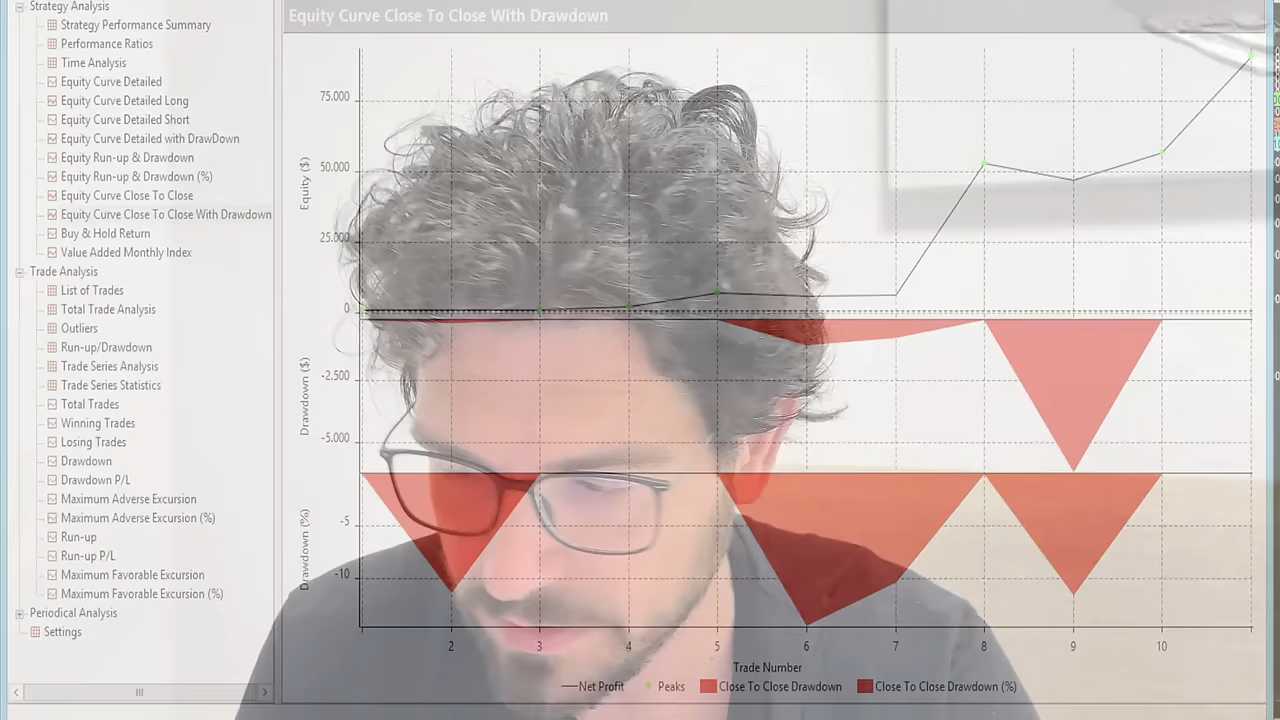 Strategy Analysis
Strategy Performance Summary
Performance Ratios
Time Analysis
Equity Curve Detailed
Equity Curve Detailed Long
Equity Curve Detailed Short
Equity Curve Detailed with DrawDown
Equity Run-up & Drawdown
Equity Run-up & Drawdown (%)
Equity Curve Close To Close
Equity Curve Close To Close With Drawdown
Buy & Hold Return
Value Added Monthly Index
Trade Analysis
List of Trades
Total Trade Analysis
Outliers
Run-up/Drawdown
Trade Series Analysis
Trade Series Statistics
Total Trades
Winning Trades
Losing Trades
Drawdown
Drawdown P/L
Maximum Adverse Excursion
Maximum Adverse Excursion (%)
Run-up
Run-up P/L
Maximum Favorable Excursion
Maximum Favorable Excursion (%)
Periodical Analysis
Settings
Equity Curve Close To Close With Drawdown
Equity ($)
75.000
50.000
25.000
0
Drawdown ($)
-2.500
-5.000
Drawdown (%)
-5
-10
2 3 4 5 6 7 8 9 10
Trade Number
Net Profit Peaks Close To Close Drawdown Close To Close Drawdown (%)